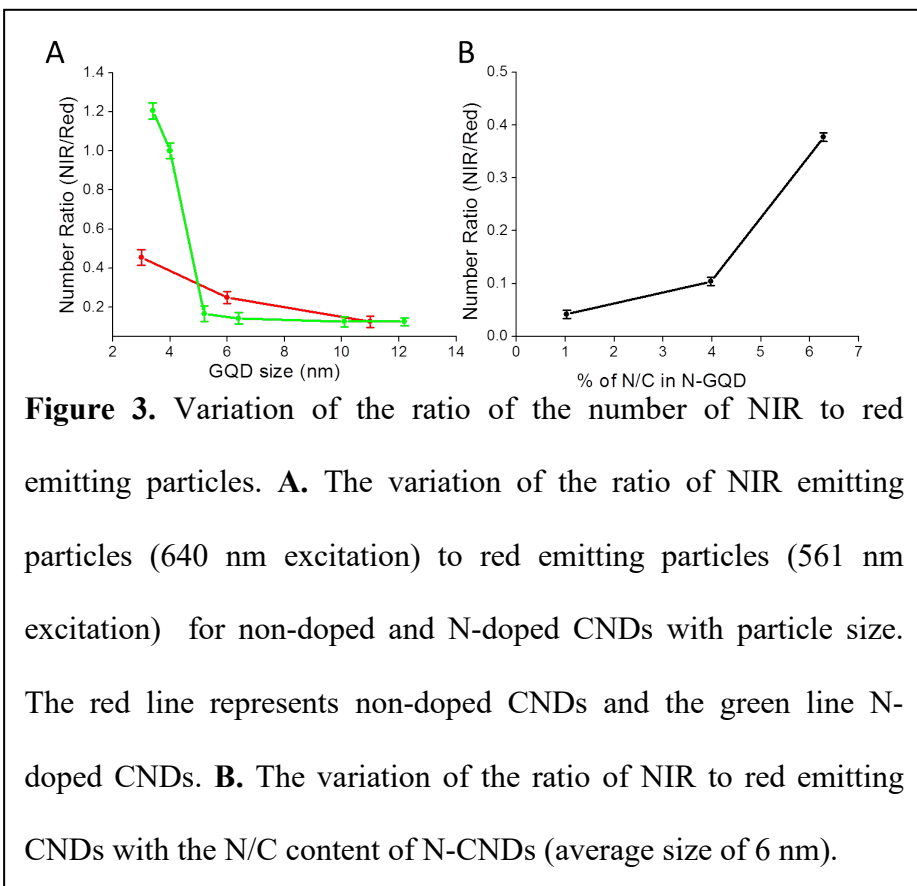 A
B
1.4
1.2
1.0
0.8
0.6
0.4
0.2
Number Ratio (NIR/Red)
2 4 6 8 10 12 14
GQD size (nm)
0.5
0.4
0.3
0.2
0.1
0.0
Number Ratio (NIR/Red)
0 1 2 3 4 5 6 7
% of N/C in N-GQD
Figure 3. Variation of the ratio of the number of NIR to red
emitting particles. A. The variation of the ratio of NIR emitting
particles (640 nm excitation) to red emitting particles (561 nm
excitation) for non-doped and N-doped CNDs with particle size.
The red line represents non-doped CNDs and the green line N-
doped CNDs. B. The variation of the ratio of NIR to red emitting
CNDs with the N/C content of N-CNDs (average size of 6 nm).